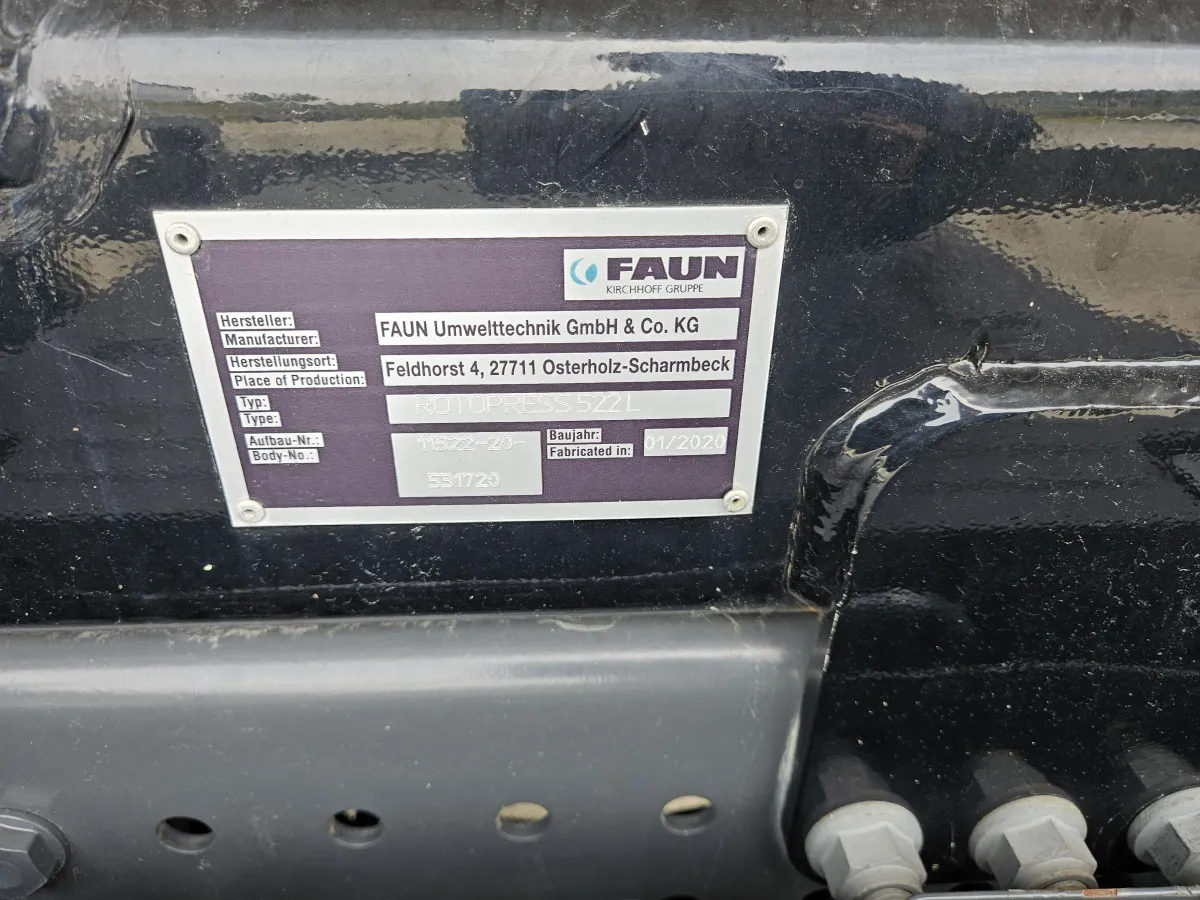 FAUN
KIRCHHOFF GRUPPE
Hersteller:
Manufacturer:
FAUN Umwelttechnik GmbH & Co. KG
Herstellungsort:
Place of Production:
Feldhorst 4, 27711 Osterholz-Scharmbeck
Typ:
Type:
ROTOPRESS 522 L
Aufbau-Nr.:
Body-No.:
11522-20-
531720
Baujahr:
Fabricated in:
01/2020